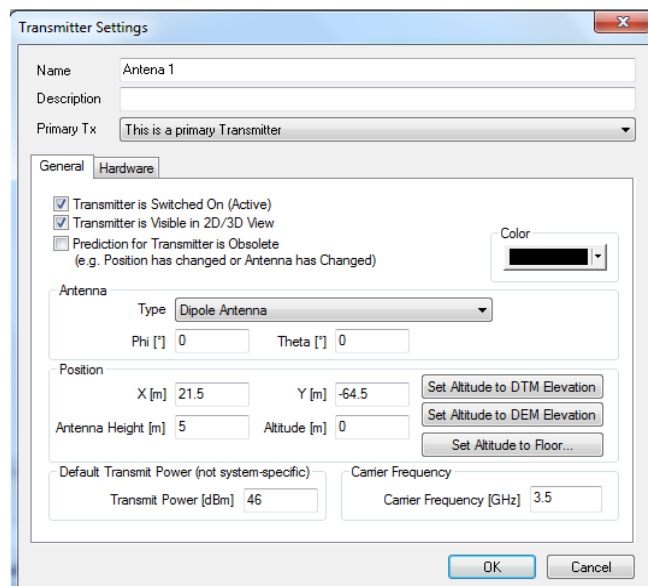 Transmitter Settings
Name Antena 1
Description
Primary Tx This is a primary Transmitter
General Hardware
Transmitter is Switched On (Active)
Transmitter is Visible in 2D/3D View
Prediction for Transmitter is Obsolete
(e.g. Position has changed or Antenna has Changed)
Color
Antenna
Type Dipole Antenna
Phi [°] 0 Theta [°] 0
Position
X [m] 21.5 Y [m] -64.5 Set Altitude to DTM Elevation
Set Altitude to DEM Elevation
Antenna Height [m] 5 Altitude [m] 0
Set Altitude to Floor...
Default Transmit Power (not system-specific) Carrier Frequency
Transmit Power [dBm] 46 Carrier Frequency [GHz] 3.5
OK Cancel